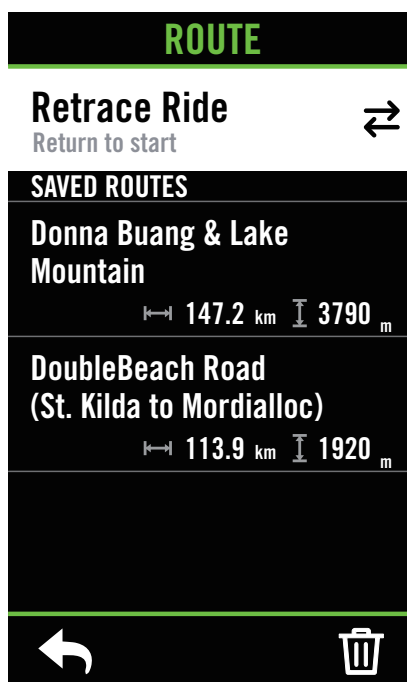 ROUTE
Retrace Ride
Return to start
SAVED ROUTES
Donna Buang & Lake
Mountain
147.2 km 3790 m
DoubleBeach Road
(St. Kilda to Mordialloc)
113.9 km 1920 m